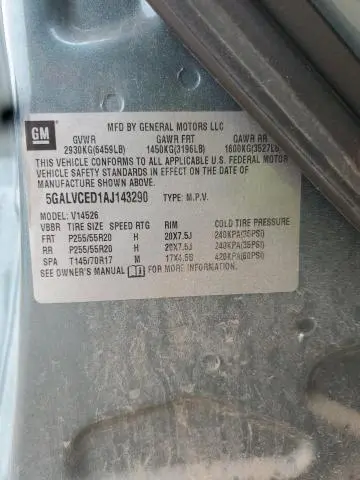 GM
MFD BY GENERAL MOTORS LLC
GVWR GAWR FRT GAWR RR
2930KG(6459LB) 1450KG(3196LB) 1600KG(3527LB
THIS VEHICLE CONFORMS TO ALL APPLICABLE U.S. FEDERAL MOTOR
VEHICLE SAFETY STANDARDS IN EFFECT ON THE DATE OF
MANUFACTURE SHOWN ABOVE.
5GALVCED1AJ143290 TYPE: M.P.V.
MODEL: V14526
VBBR TIRE SIZE SPEED RTG RIM COLD TIRE PRESSURE
FRT P255/55R20 H 20X7.5J 240KPA(35PSI)
RR P255/55R20 H 20X7.5J 240KPA(35PSI)
SPA T145/70R17 M 17X4.5B 420KPA(60PSI)
SEE OWNER'S MANUAL FOR MORE INFORMATION